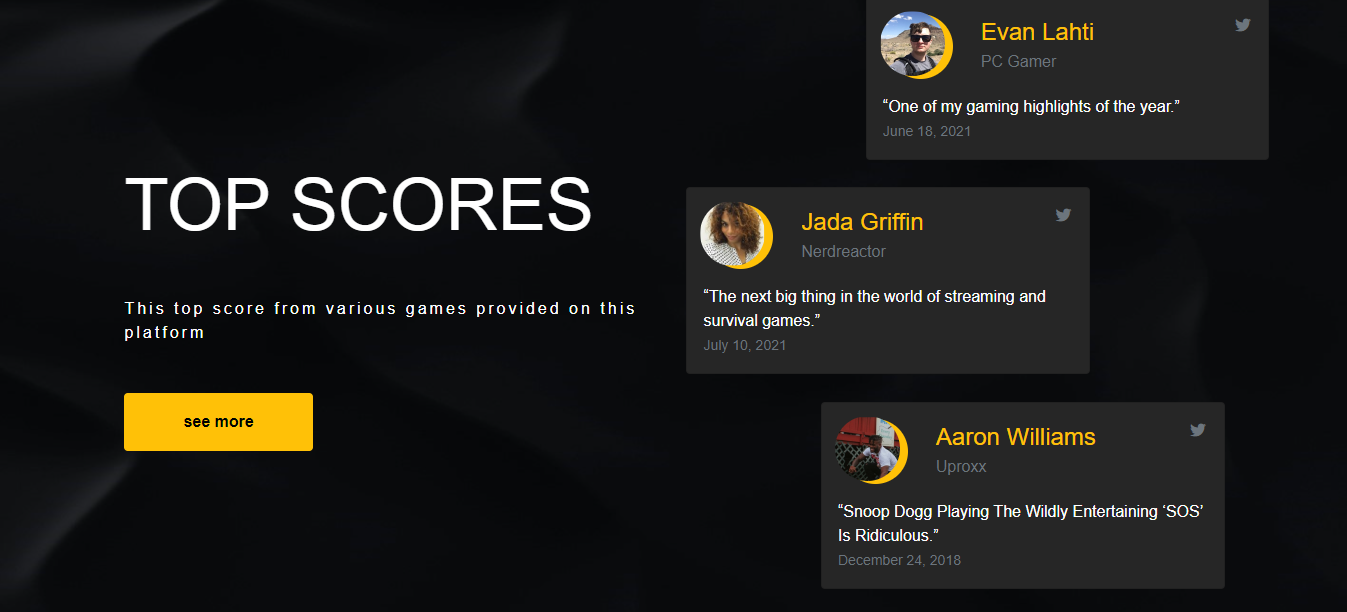 TOP SCORES
This top score from various games provided on this
platform
see more
Evan Lahti
PC Gamer
“One of my gaming highlights of the year.”
June 18, 2021
Jada Griffin
Nerdreactor
“The next big thing in the world of streaming and
survival games.”
July 10, 2021
Aaron Williams
Uproxx
“Snoop Dogg Playing The Wildly Entertaining ‘SOS’
Is Ridiculous.”
December 24, 2018